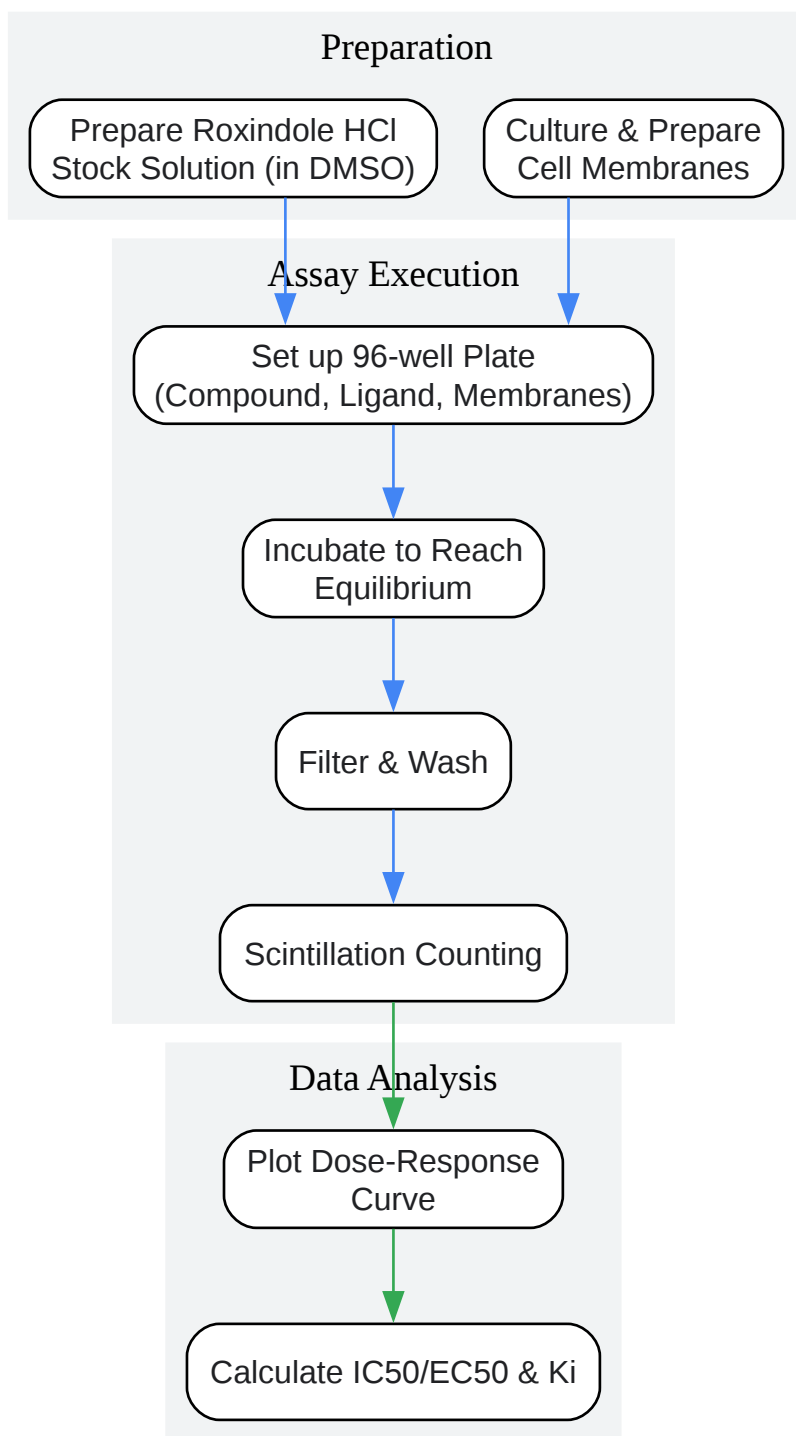 Preparation
Prepare Roxindole HCl
Stock Solution (in DMSO)
Culture & Prepare
Cell Membranes
Assay Execution
Set up 96-well Plate
(Compound, Ligand, Membranes)
Incubate to Reach
Equilibrium
Filter & Wash
Scintillation Counting
Data Analysis
Plot Dose-Response
Curve
Calculate IC50/EC50 & Ki